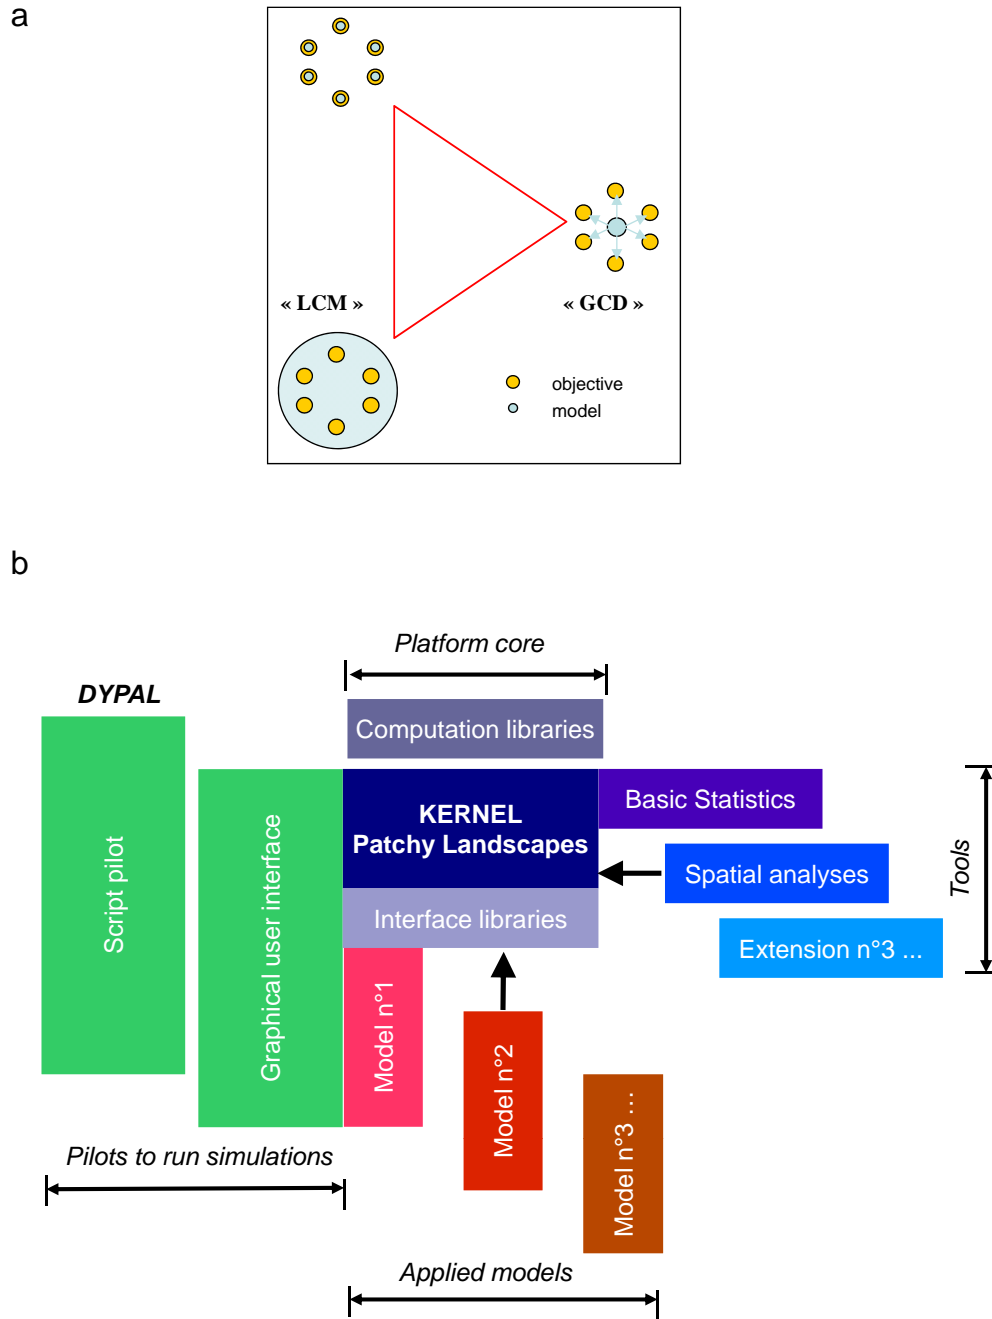 a
« LCM »
« GCD »
objective
model
b
Platform core
DYPAL
Computation libraries
Script pilot
Graphical user interface
KERNEL
Patchy Landscapes
Basic Statistics
Interface libraries
Spatial analyses
Extension n°3 ...
Tools
Model n°1
Model n°2
Model n°3 ...
Pilots to run simulations
Applied models